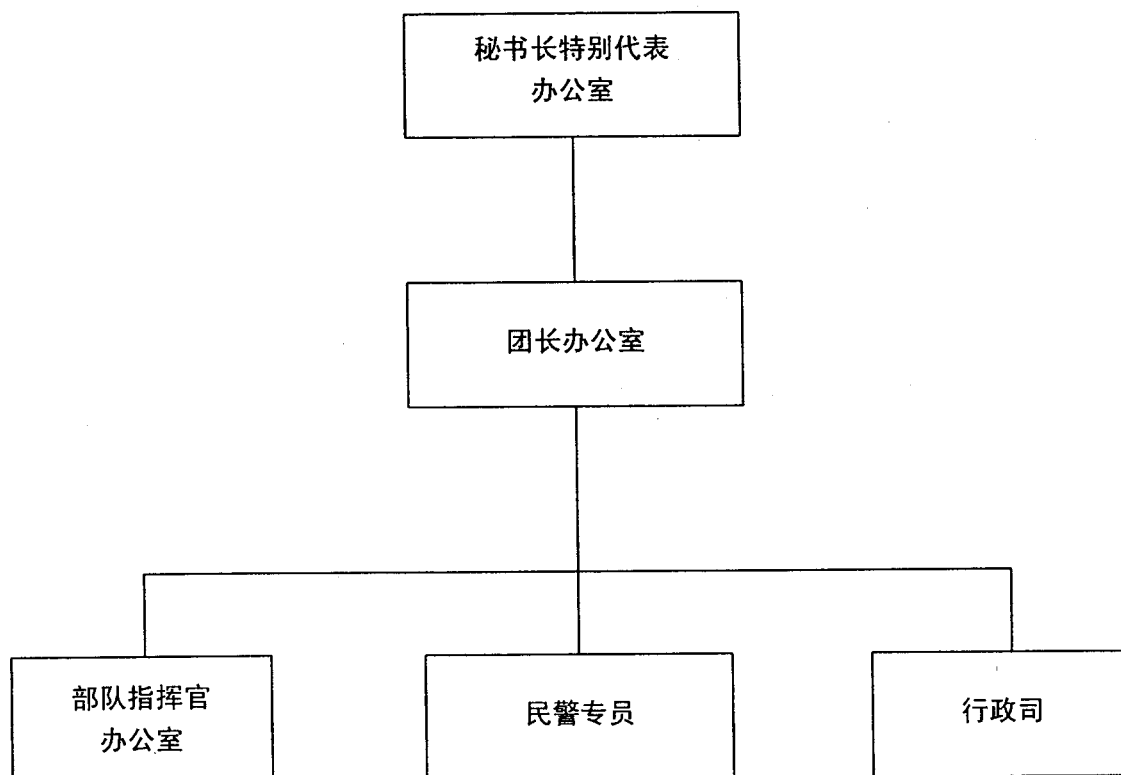 秘书长特别代表
办公室
团长办公室
部队指挥官
办公室
民警专员
行政司